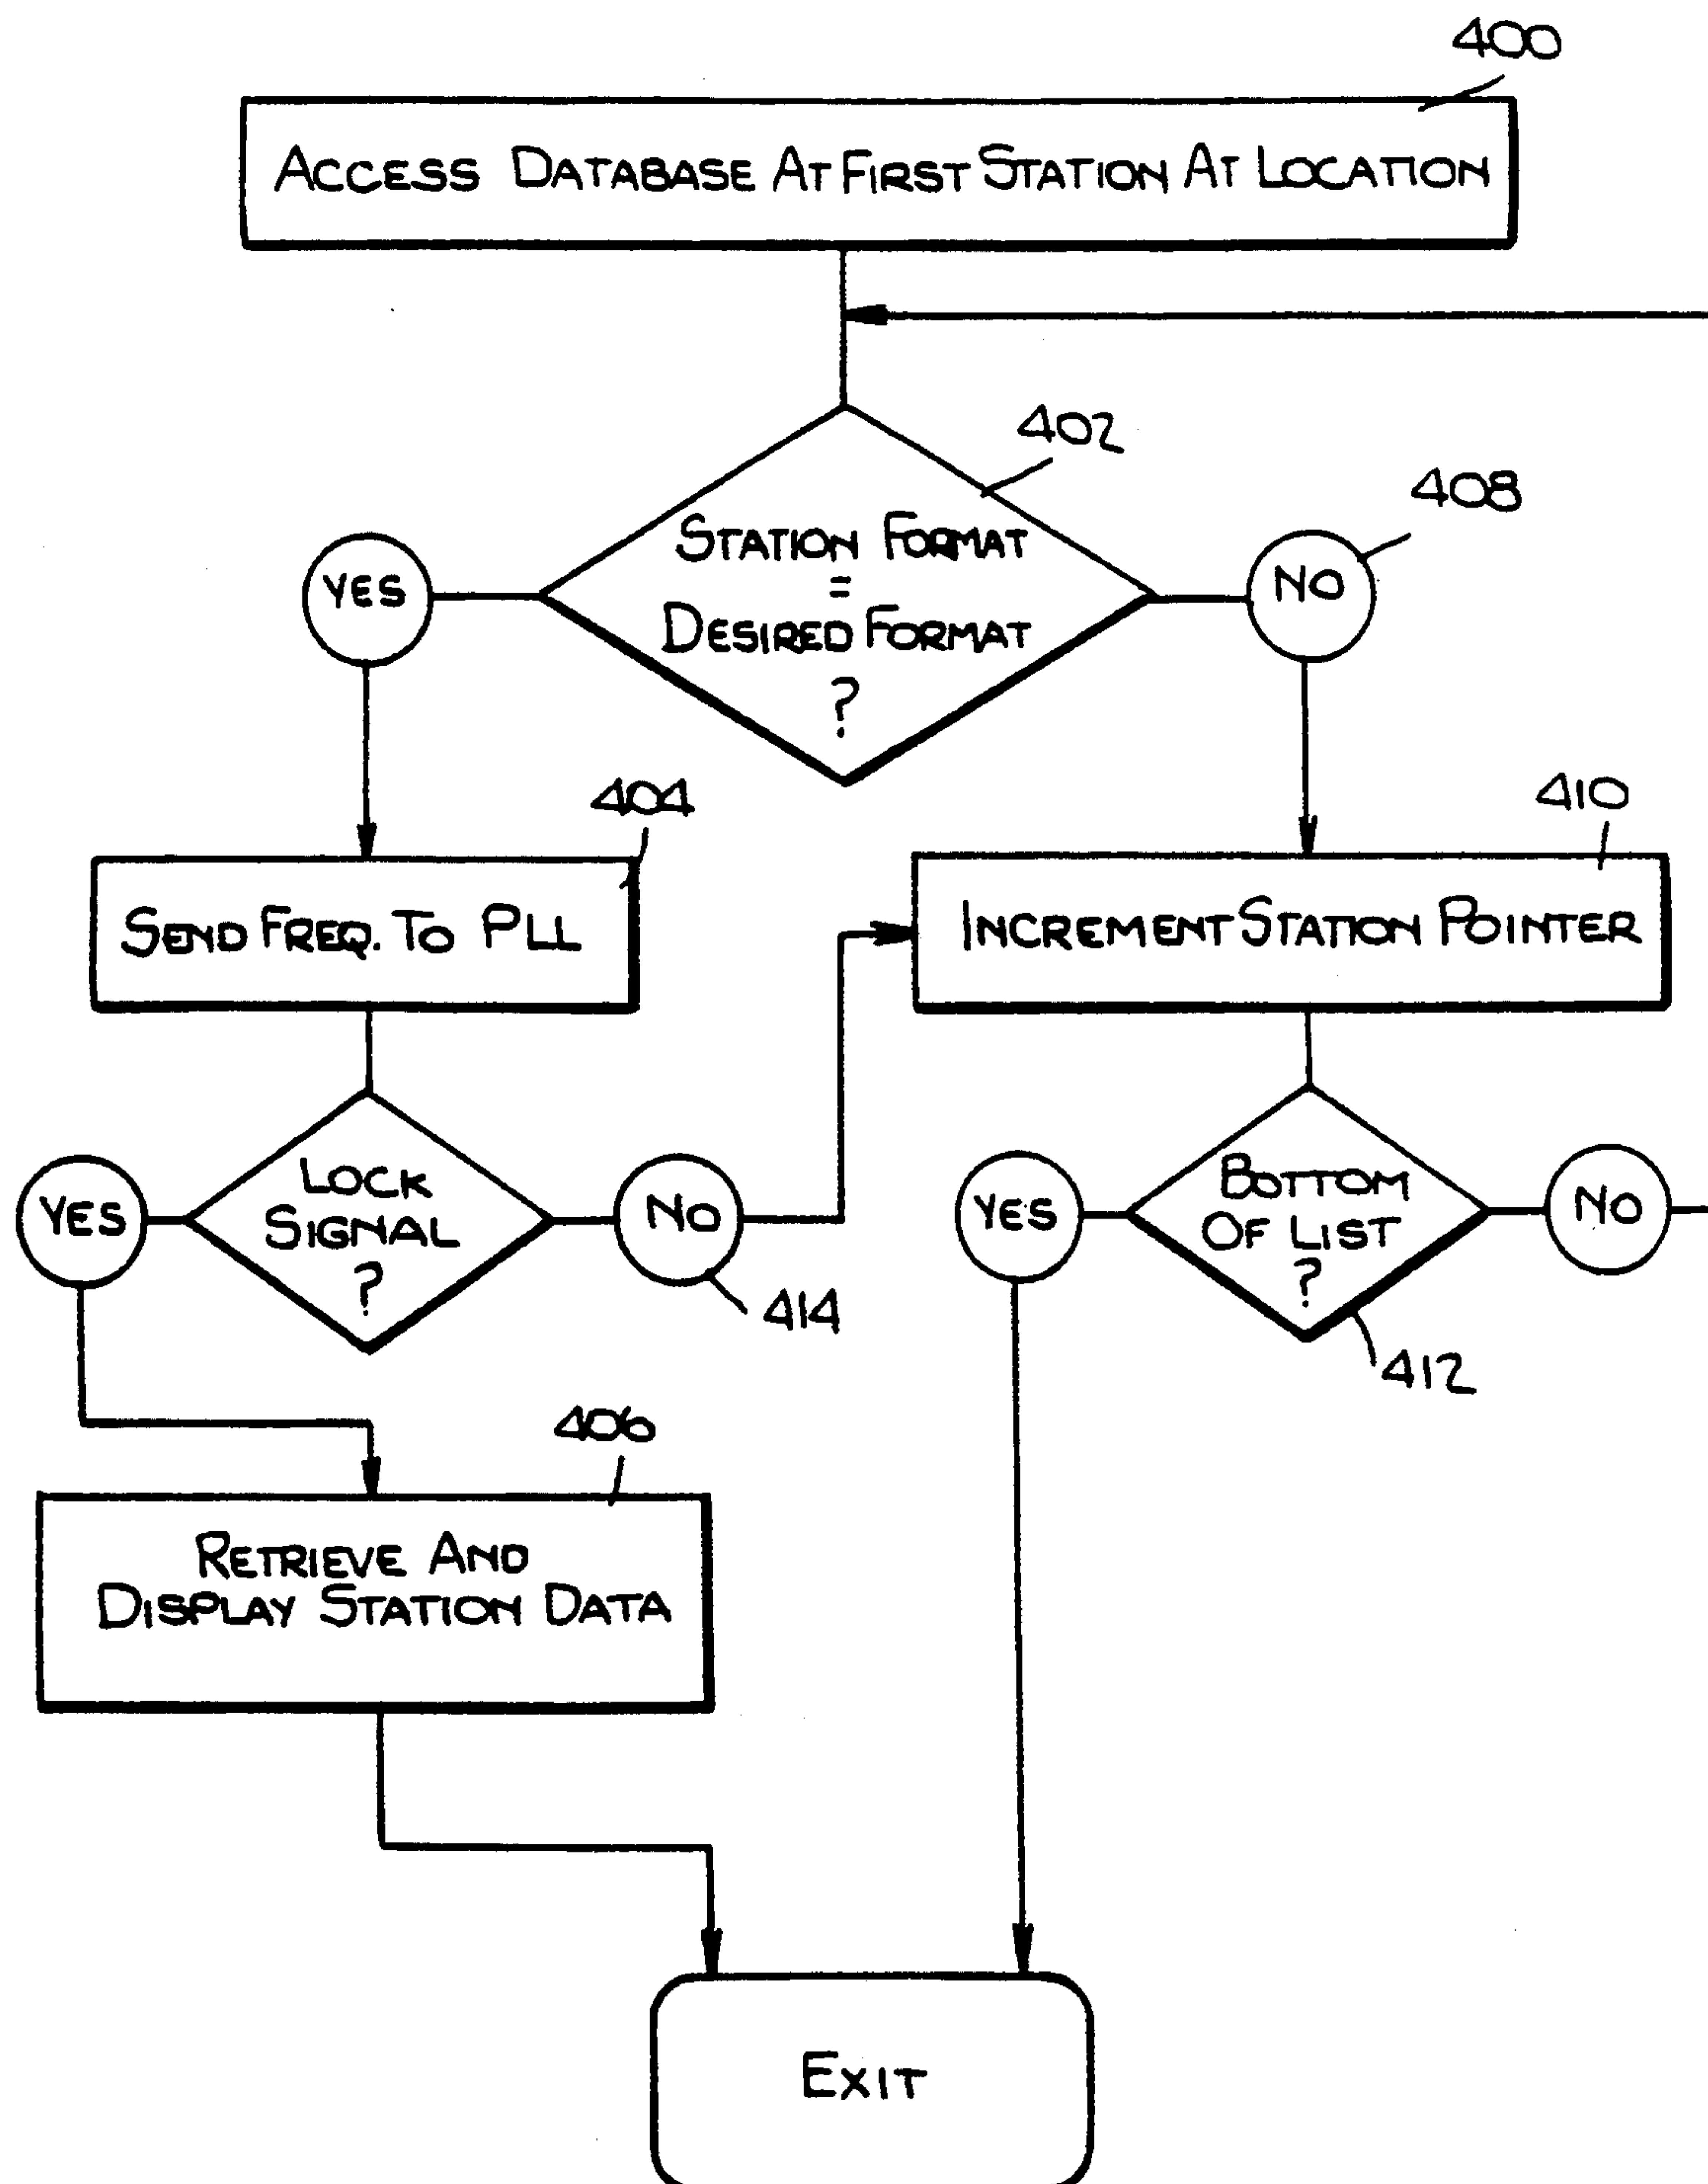 400
ACCESS DATABASE AT FIRST STATION AT LOCATION
402
408
YES
STATION FORMAT
=
DESIRED FORMAT
?
NO
404
410
SEND FREQ. TO PLL
INCREMENT STATION POINTER
YES
LOCK
SIGNAL
?
NO
414
YES
BOTTOM
OF LIST
?
NO
412
406
RETRIEVE AND
DISPLAY STATION DATA
EXIT